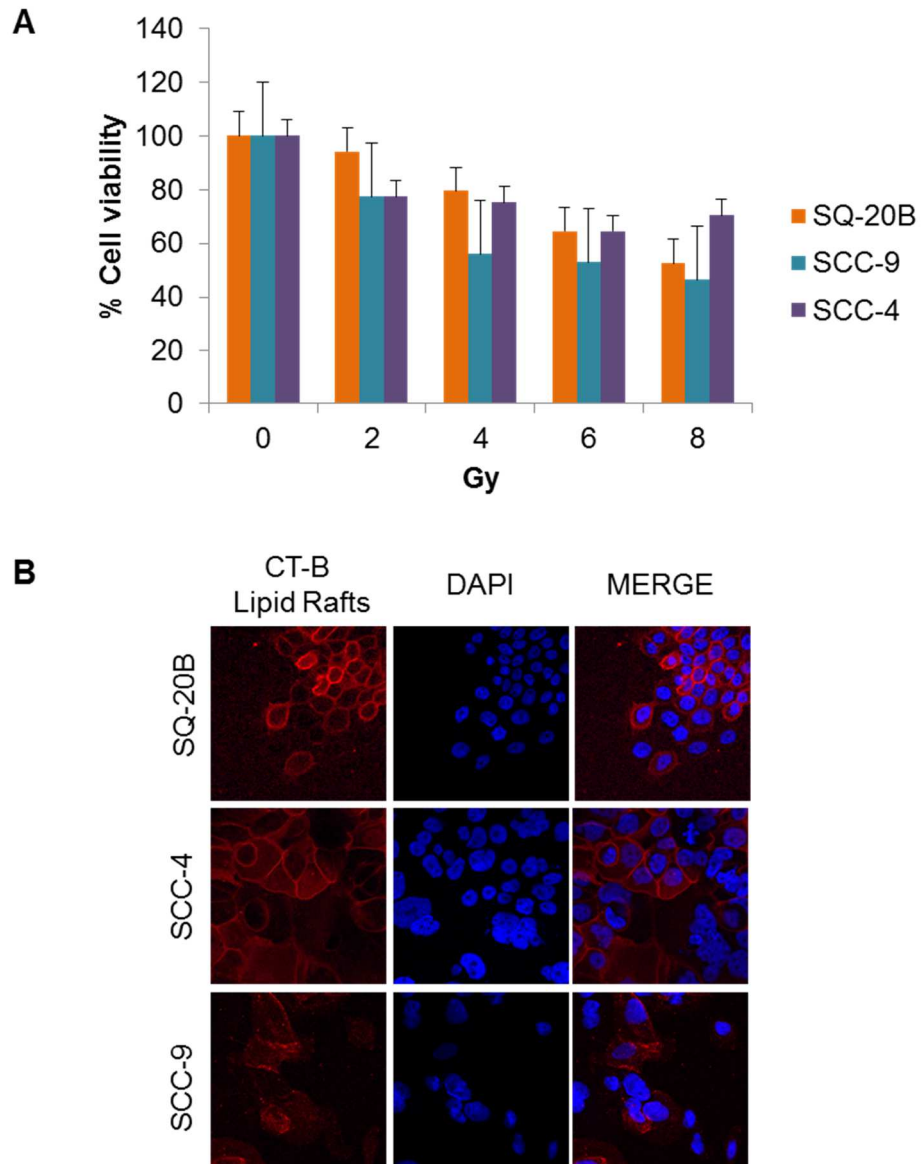 A
140
120
100
80
60
40
20
0
% Cell viability
0 2 4 6 8
Gy
SQ-20B
SCC-9
SCC-4
B
CT-B
Lipid Rafts
DAPI
MERGE
SQ-20B
SCC-4
SCC-9